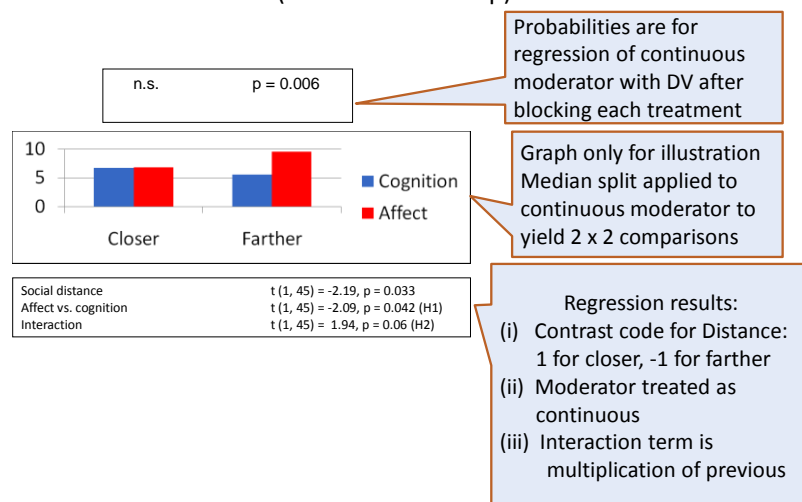 Probabilities are for
regression of continuous
moderator with DV after
blocking each treatment
n.s. p = 0.006
10
5
0
Closer Farther
Cognition
Affect
Graph only for illustration
Median split applied to
continuous moderator to
yield 2 x 2 comparisons
Social distance t (1, 45) = -2.19, p = 0.033
Affect vs. cognition t (1, 45) = -2.09, p = 0.042 (H1)
Interaction t (1, 45) = 1.94, p = 0.06 (H2)
Regression results:
(i) Contrast code for Distance:
1 for closer, -1 for farther
(ii) Moderator treated as
continuous
(iii) Interaction term is
multiplication of previous